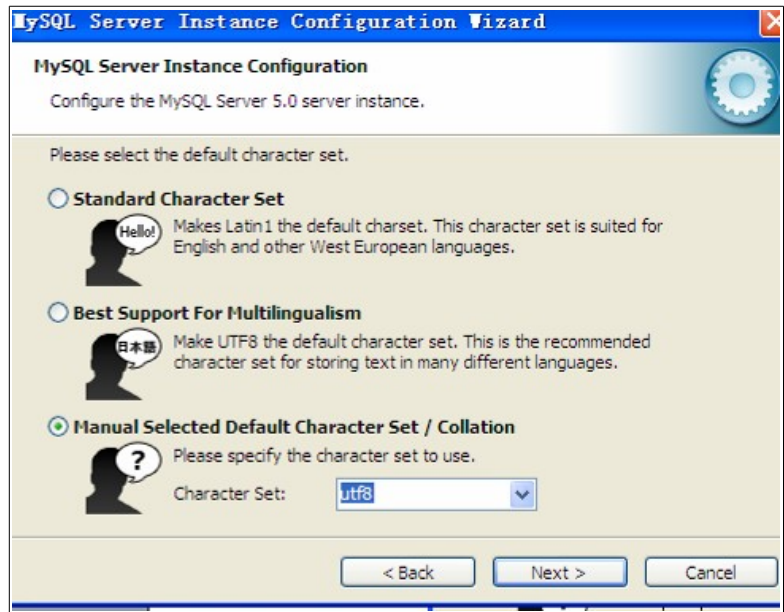 MySQL Server Instance Configuration Wizard
MySQL Server Instance Configuration
Configure the MySQL Server 5.0 server instance.
Please select the default character set.
Standard Character Set
Hello!
Makes Latin1 the default charset. This character set is suited for
English and other West European languages.
Best Support For Multilingualism
日本語
Make UTF8 the default character set. This is the recommended
character set for storing text in many different languages.
Manual Selected Default Character Set / Collation
?
Please specify the character set to use.
Character Set: utf8
< Back Next > Cancel